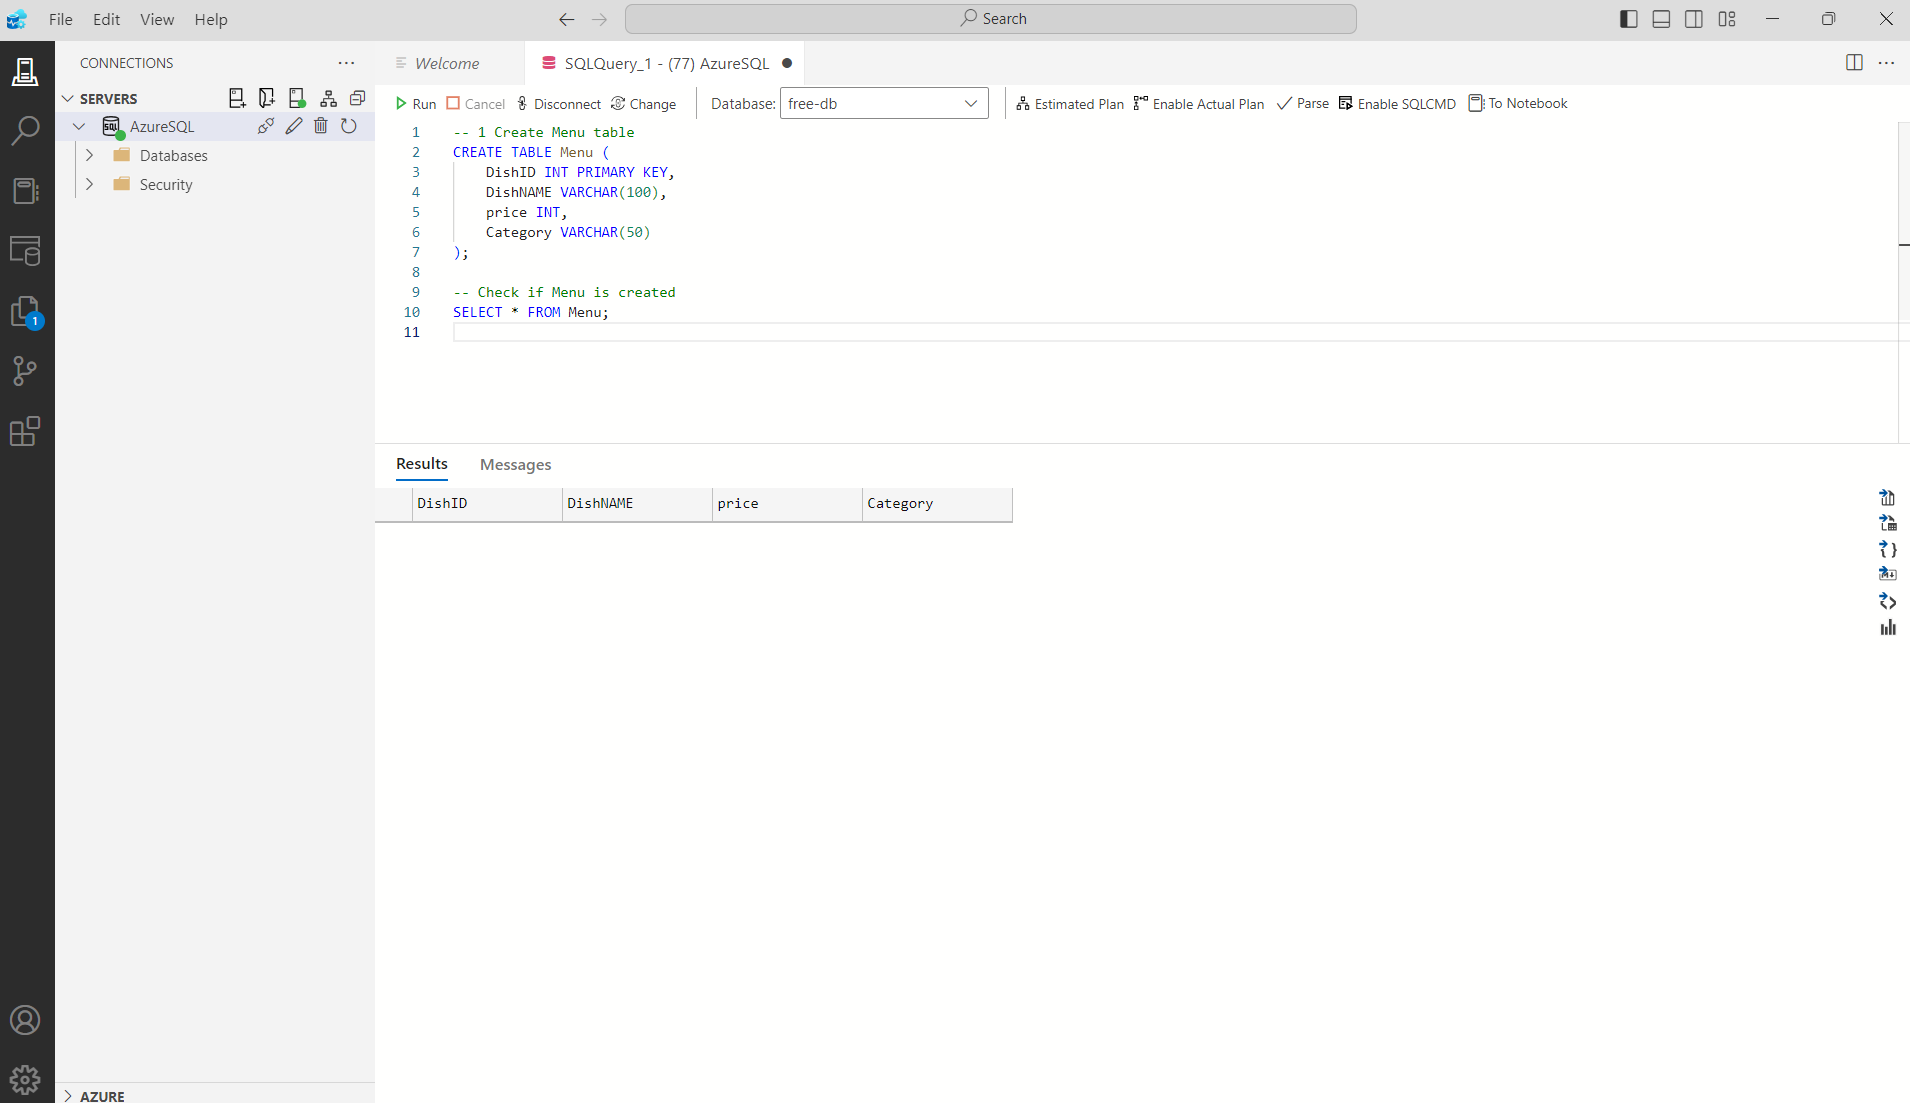 File Edit View Help
Search
CONNECTIONS
SERVERS
AzureSQL
Databases
Security
1
AZURE
Welcome
SQLQuery_1 - (77) AzureSQL
Run Cancel Disconnect Change Database: free-db Estimated Plan Enable Actual Plan Parse Enable SQLCMD To Notebook
1 -- 1 Create Menu table
2 CREATE TABLE Menu (
3 DishID INT PRIMARY KEY,
4 DishNAME VARCHAR(100),
5 price INT,
6 Category VARCHAR(50)
7 );
8
9 -- Check if Menu is created
10 SELECT * FROM Menu;
11
Results Messages
DishID DishNAME price Category